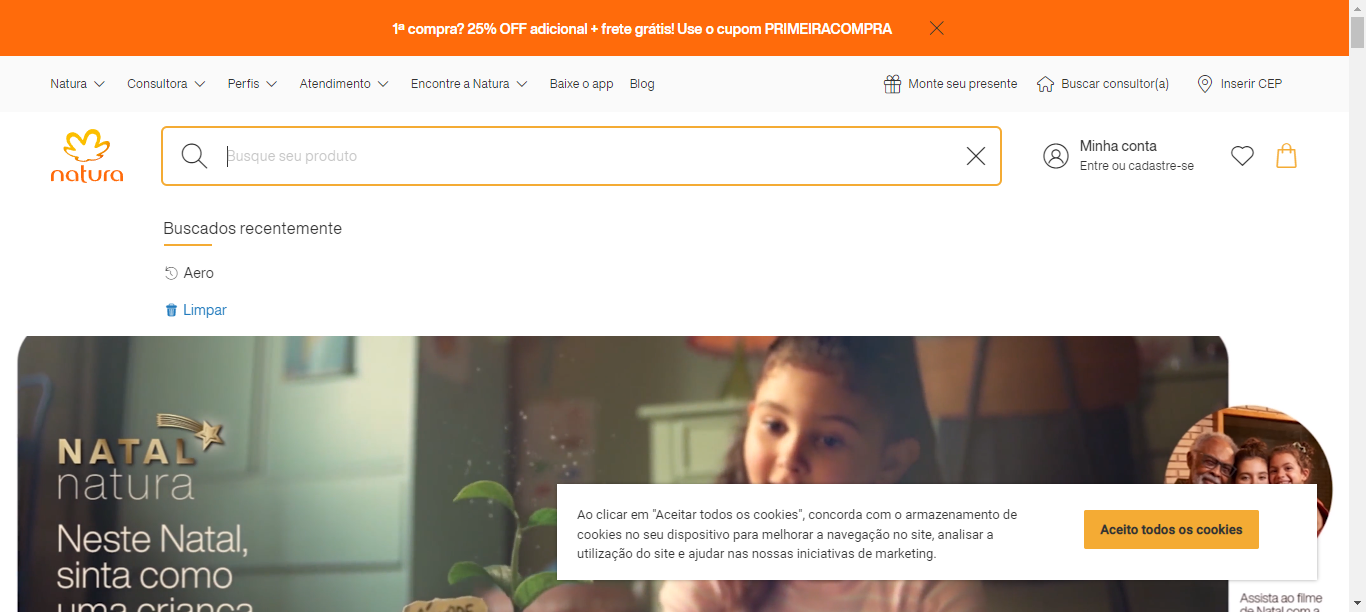 1ª compra? 25% OFF adicional + frete grátis! Use o cupom PRIMEIRACOMPRA
Natura
Consultora
Perfis
Atendimento
Encontre a Natura
Baixe o app
Blog
Monte seu presente
Buscar consultor(a)
Inserir CEP
natura
Busque seu produto
Minha conta
Entre ou cadastre-se
Buscados recentemente
Aero
Limpar
NATAL
natura
Neste Natal,
sinta como
uma criança
Ao clicar em "Aceitar todos os cookies", concorda com o armazenamento de
cookies no seu dispositivo para melhorar a navegação no site, analisar a
utilização do site e ajudar nas nossas iniciativas de marketing.
Aceito todos os cookies
Assista ao filme
de Natal com a